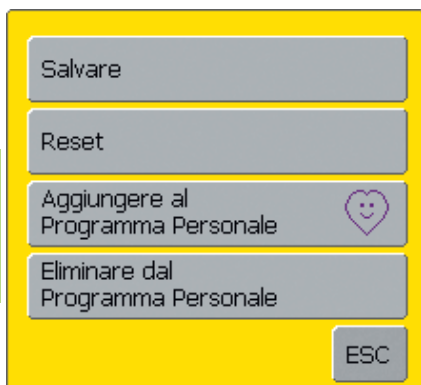 Salvare
Reset
Aggiungere al
Programma Personale
Eliminare dal
Programma Personale
ESC